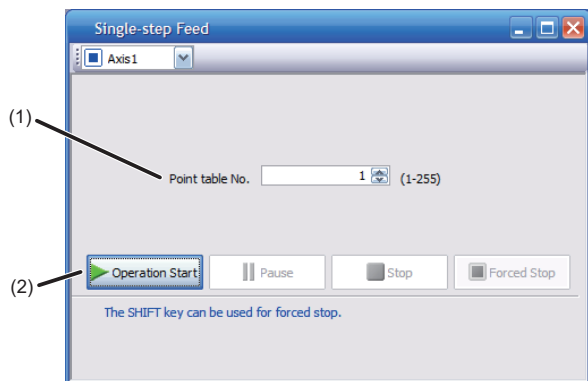 Single-step Feed
Axis1
(1)
Point table No. 1 (1-255)
(2)
Operation Start Pause Stop Forced Stop
The SHIFT key can be used for forced stop.